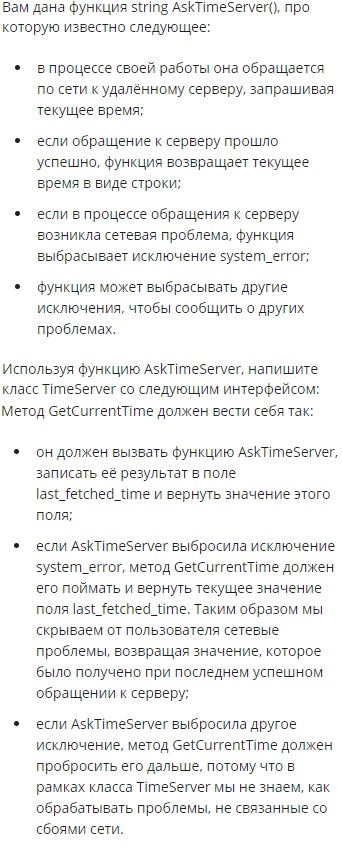 Вам дана функция string AskTimeServer(), про
которую известно следующее:
• в процессе своей работы она обращается
по сети к удалённому серверу, запрашивая
текущее время;
• если обращение к серверу прошло
успешно, функция возвращает текущее
время в виде строки;
• если в процессе обращения к серверу
возникла сетевая проблема, функция
выбрасывает исключение system_error;
• функция может выбрасывать другие
исключения, чтобы сообщить о других
проблемах.
Используя функцию AskTimeServer, напишите
класс TimeServer со следующим интерфейсом:
Метод GetCurrentTime должен вести себя так:
• он должен вызвать функцию AskTimeServer,
записать её результат в поле
last_fetched_time и вернуть значение этого
поля;
• если AskTimeServer выбросила исключение
system_error, метод GetCurrentTime должен
его поймать и вернуть текущее значение
поля last_fetched_time. Таким образом мы
скрываем от пользователя сетевые
проблемы, возвращая значение, которое
было получено при последнем успешном
обращении к серверу;
• если AskTimeServer выбросила другое
исключение, метод GetCurrentTime должен
пробросить его дальше, потому что в
рамках класса TimeServer мы не знаем, как
обрабатывать проблемы, не связанные со
сбоями сети.